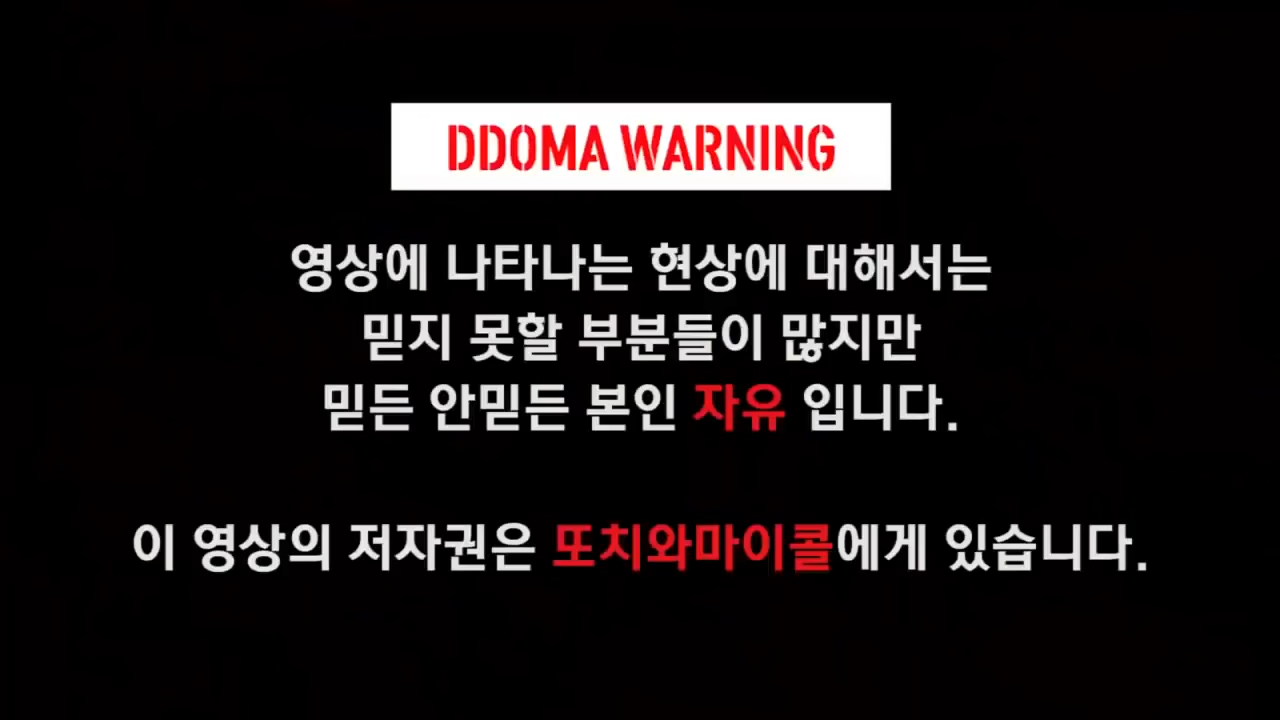 DDOMA WARNING
영상에 나타나는 현상에 대해서는
믿지 못할 부분들이 많지만
믿든 안믿든 본인 자유 입니다.
이 영상의 저자권은 또치와마이콜에게 있습니다.